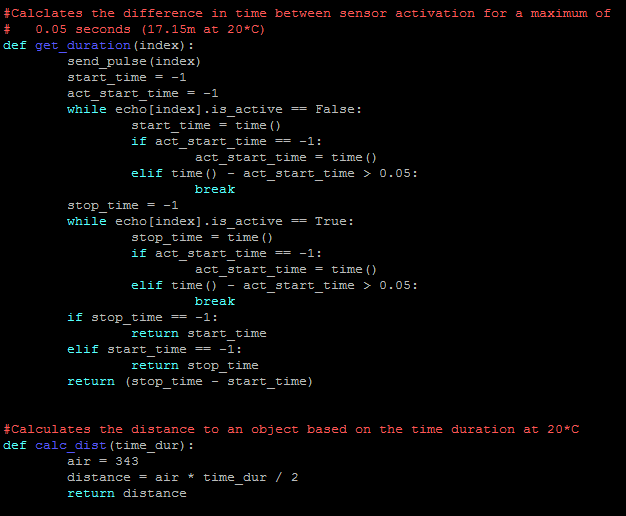 #Calclates the difference in time between sensor activation for a maximum of
#   0.05 seconds (17.15m at 20*C)
def get_duration(index):
        send_pulse(index)
        start_time = -1
        act_start_time = -1
        while echo[index].is_active == False:
                start_time = time()
                if act_start_time == -1:
                        act_start_time = time()
                elif time() - act_start_time > 0.05:
                        break
        stop_time = -1
        while echo[index].is_active == True:
                stop_time = time()
                if act_start_time == -1:
                        act_start_time = time()
                elif time() - act_start_time > 0.05:
                        break
        if stop_time == -1:
                return start_time
        elif start_time == -1:
                return stop_time
        return (stop_time - start_time)

#Calculates the distance to an object based on the time duration at 20*C
def calc_dist(time_dur):
        air = 343
        distance = air * time_dur / 2
        return distance